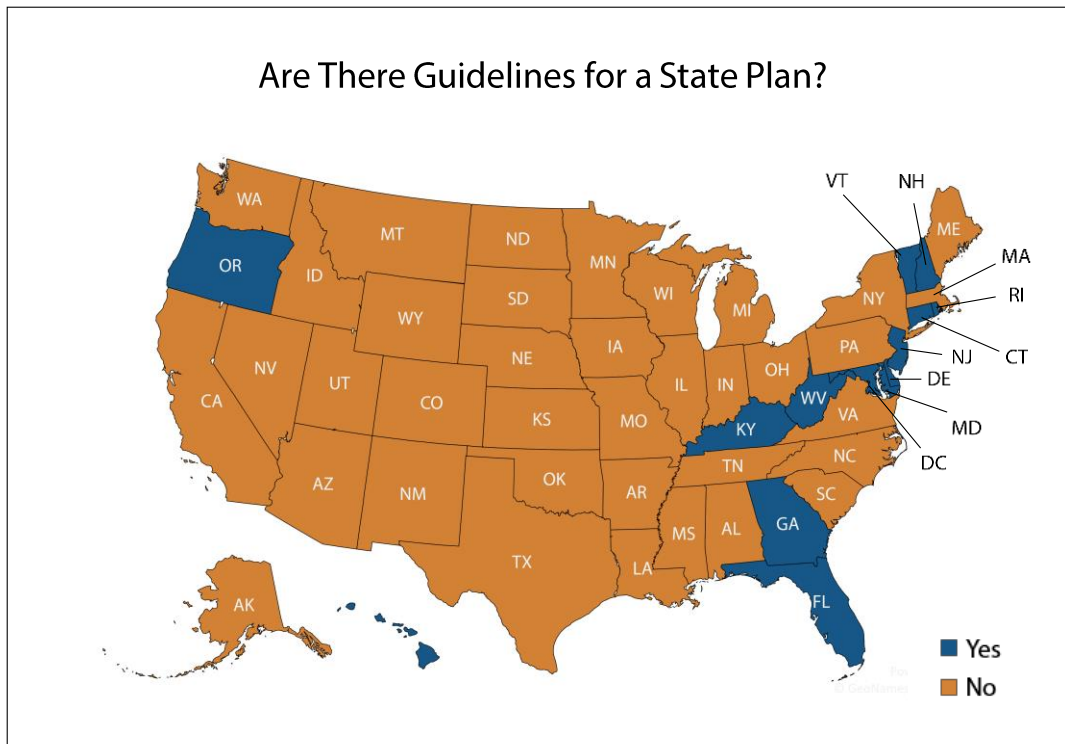 Are There Guidelines for a State Plan?
VT
NH
WA
ME
MT
ND
MN
OR
MA
ID
SD
WI
NY
RI
MI
WY
IA
PA
NJ
CT
NE
NV
OH
UT
IL
IN
DE
CA
CO
WV
VA
MD
KS
MO
KY
DC
TN
NC
OK
AZ
NM
AR
SC
GA
MS
AL
TX
LA
AK
FL
Yes
No
© GeoNames